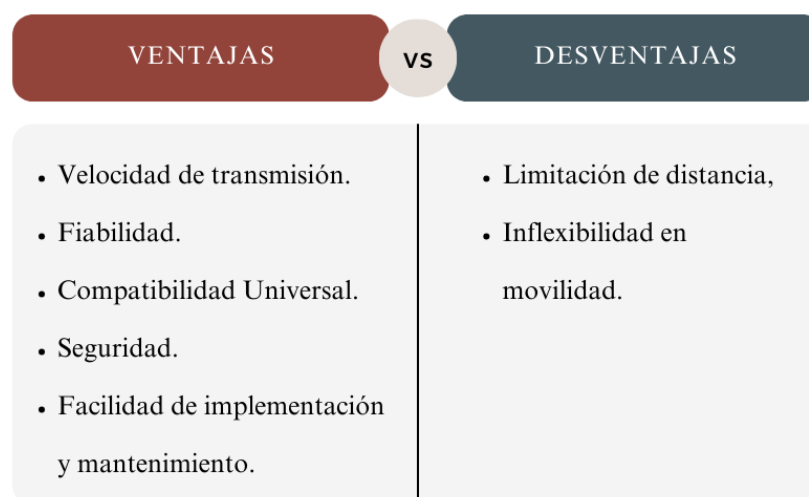 VENTAJAS
vs
DESVENTAJAS
• Velocidad de transmisión.
• Fiabilidad.
• Compatibilidad Universal.
• Seguridad.
• Facilidad de implementación
y mantenimiento.
• Limitación de distancia,
• Inflexibilidad en
movilidad.